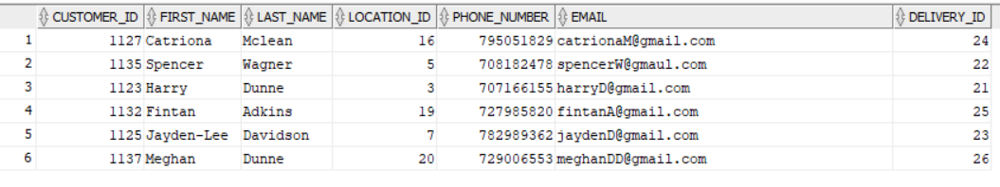 CUSTOMER_ID FIRST_NAME LAST_NAME LOCATION_ID PHONE_NUMBER EMAIL DELIVERY_ID
1 1127 Catriona Mclean 16 795051829 catrionaM@gmail.com 24
2 1135 Spencer Wagner 5 708182478 spencerW@gmaul.com 22
3 1123 Harry Dunne 3 707166155 harryD@gmail.com 21
4 1132 Fintan Adkins 19 727985820 fintanA@gmail.com 25
5 1125 Jayden-Lee Davidson 7 782989362 jaydenD@gmail.com 23
6 1137 Meghan Dunne 20 729006553 meghanDD@gmail.com 26